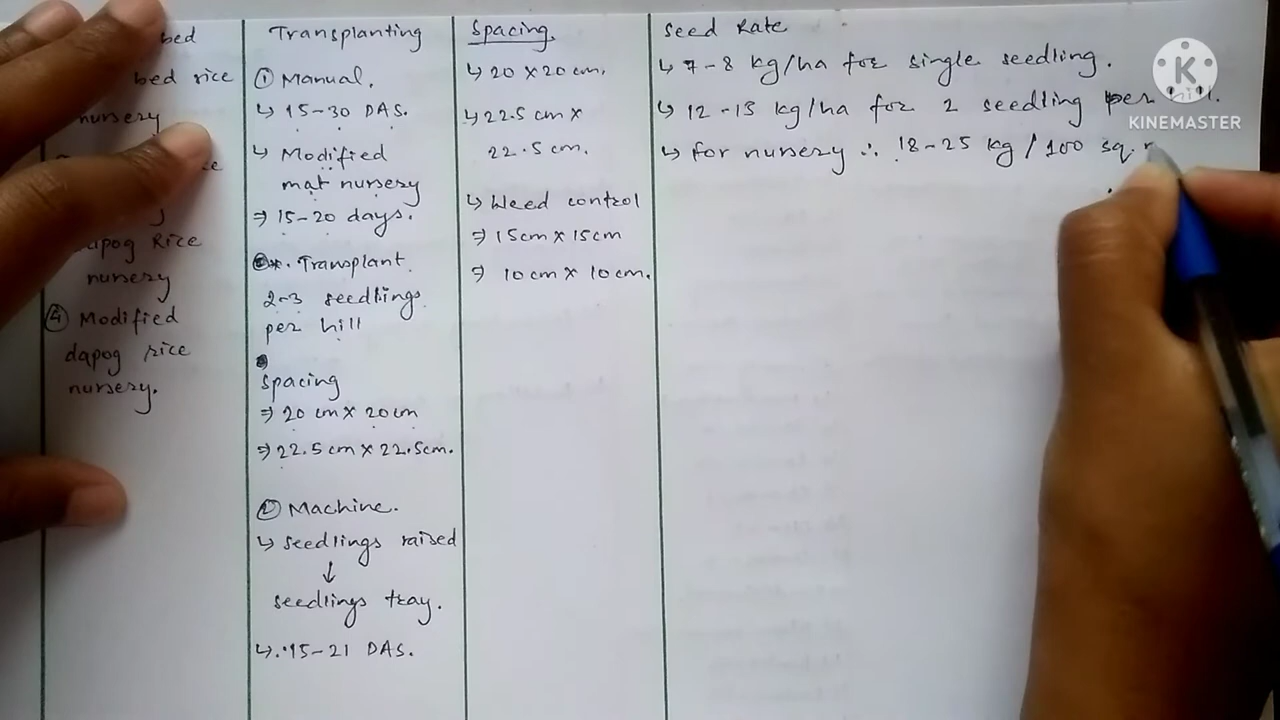 bed
bed rice
nursery
Rice
nursery
④ Modified
dapog rice
nursery.
Transplanting
① Manual.
↳ 15-30 DAS.
↳ Modified
mat nursery
⇒ 15-20 days.
*. Transplant.
2-3 seedlings
per hill
Spacing
⇒ 20 cm x 20 cm
⇒ 22.5 cm x 22.5cm.
② Machine.
↳ seedlings raised
↓
seedlings tray.
↳ 15-21 DAS.
Spacing.
↳ 20 x 20 cm.
↳ 22.5 cm x
22.5 cm.
↳ Weed control
⇒ 15cm x 15cm
⇒ 10 cm x 10 cm.
Seed Rate
↳ 7-8 kg/ha for single seedling.
↳ 12-15 kg/ha for 2 seedling per
↳ for nursery ∴ 18-25 kg / 100 sq.
K
KINEMASTER